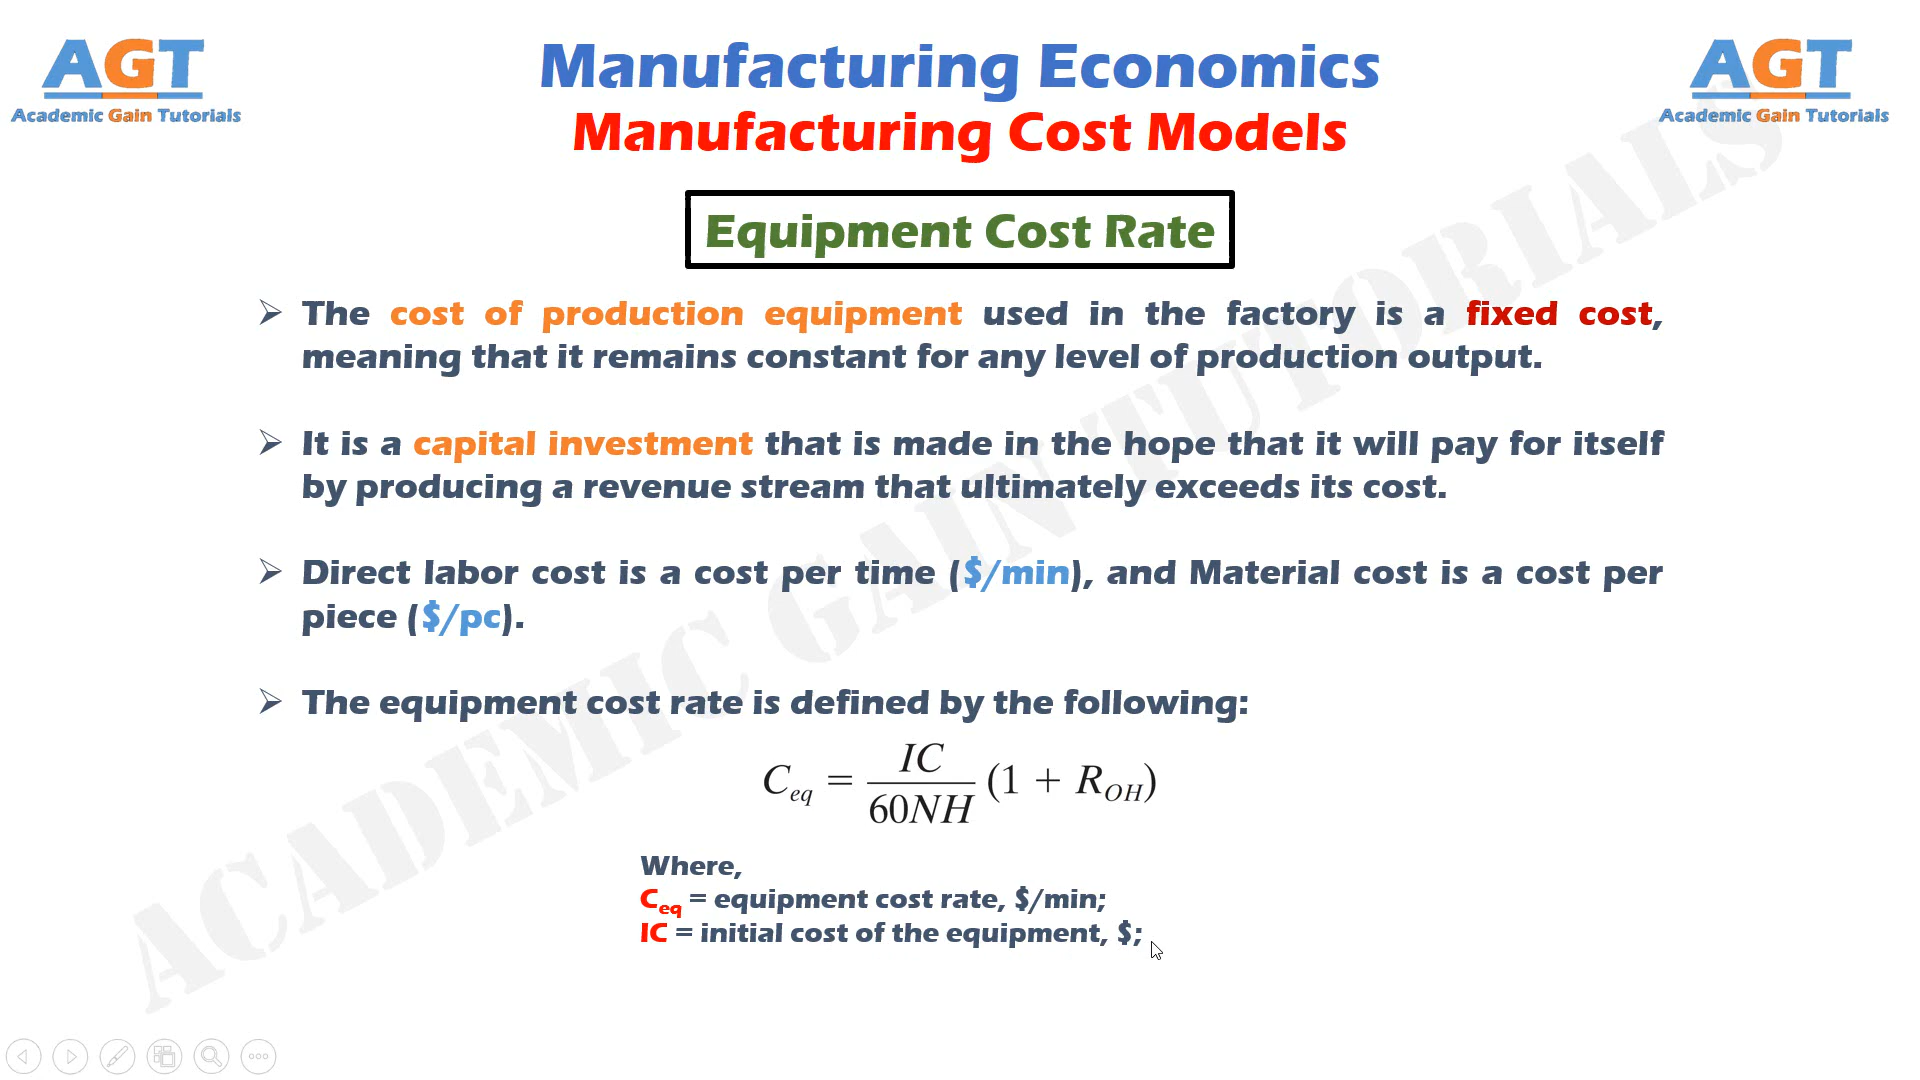 AGT
Academic Gain Tutorials
Manufacturing Economics
Manufacturing Cost Models
AGT
Academic Gain Tutorials
Equipment Cost Rate
➢ The cost of production equipment used in the factory is a fixed cost,
meaning that it remains constant for any level of production output.
➢ It is a capital investment that is made in the hope that it will pay for itself
by producing a revenue stream that ultimately exceeds its cost.
➢ Direct labor cost is a cost per time ($/min), and Material cost is a cost per
piece ($/pc).
➢ The equipment cost rate is defined by the following:
C_eq = IC / 60NH (1 + R_OH)
Where,
C_eq = equipment cost rate, $/min;
IC = initial cost of the equipment, $;
ACADEMIC GAIN TUTORIALS